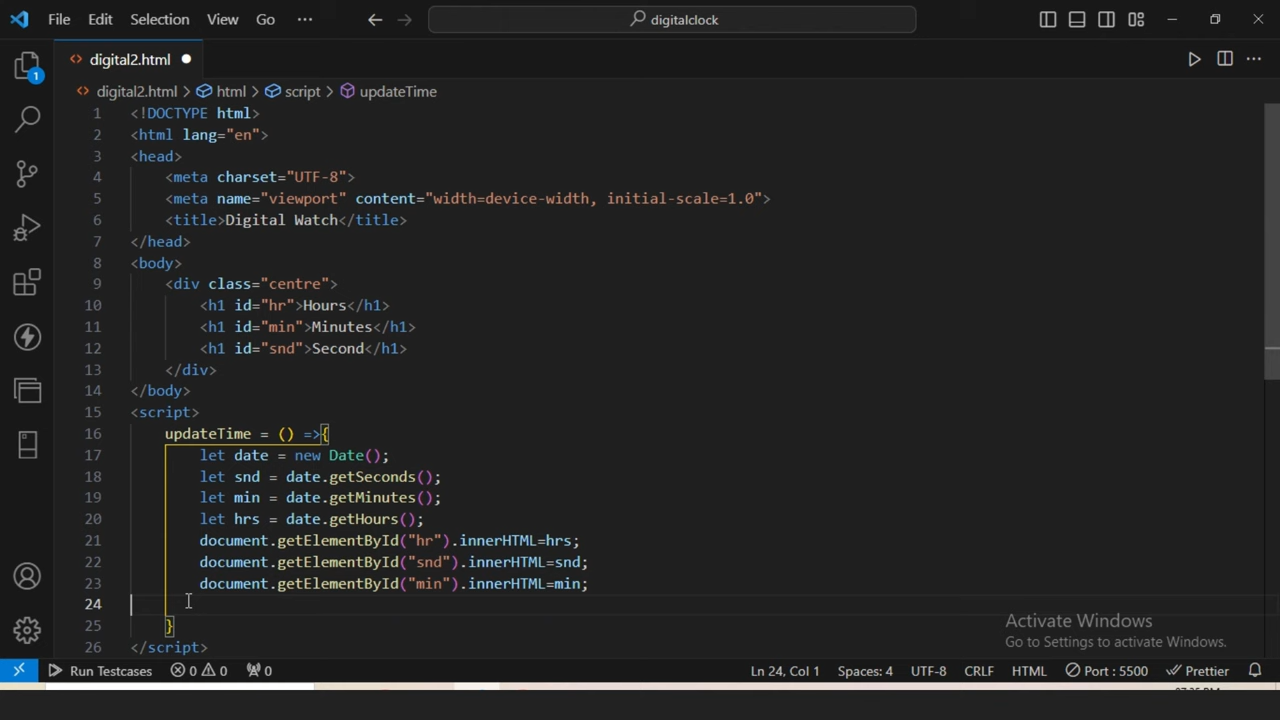 File Edit Selection View Go ··· digitalclock
digital2.html
digital2.html > html > script > updateTime
1 <!DOCTYPE html>
2 <html lang="en">
3 <head>
4 <meta charset="UTF-8">
5 <meta name="viewport" content="width=device-width, initial-scale=1.0">
6 <title>Digital Watch</title>
7 </head>
8 <body>
9 <div class="centre">
10 <h1 id="hr">Hours</h1>
11 <h1 id="min">Minutes</h1>
12 <h1 id="snd">Second</h1>
13 </div>
14 </body>
15 <script>
16 updateTime = () =>{
17 let date = new Date();
18 let snd = date.getSeconds();
19 let min = date.getMinutes();
20 let hrs = date.getHours();
21 document.getElementById("hr").innerHTML=hrs;
22 document.getElementById("snd").innerHTML=snd;
23 document.getElementById("min").innerHTML=min;
24
25 }
26 </script>
1
Activate Windows
Go to Settings to activate Windows.
Run Testcases 0 0 0 Ln 24, Col 1 Spaces: 4 UTF-8 CRLF HTML Port : 5500 Prettier